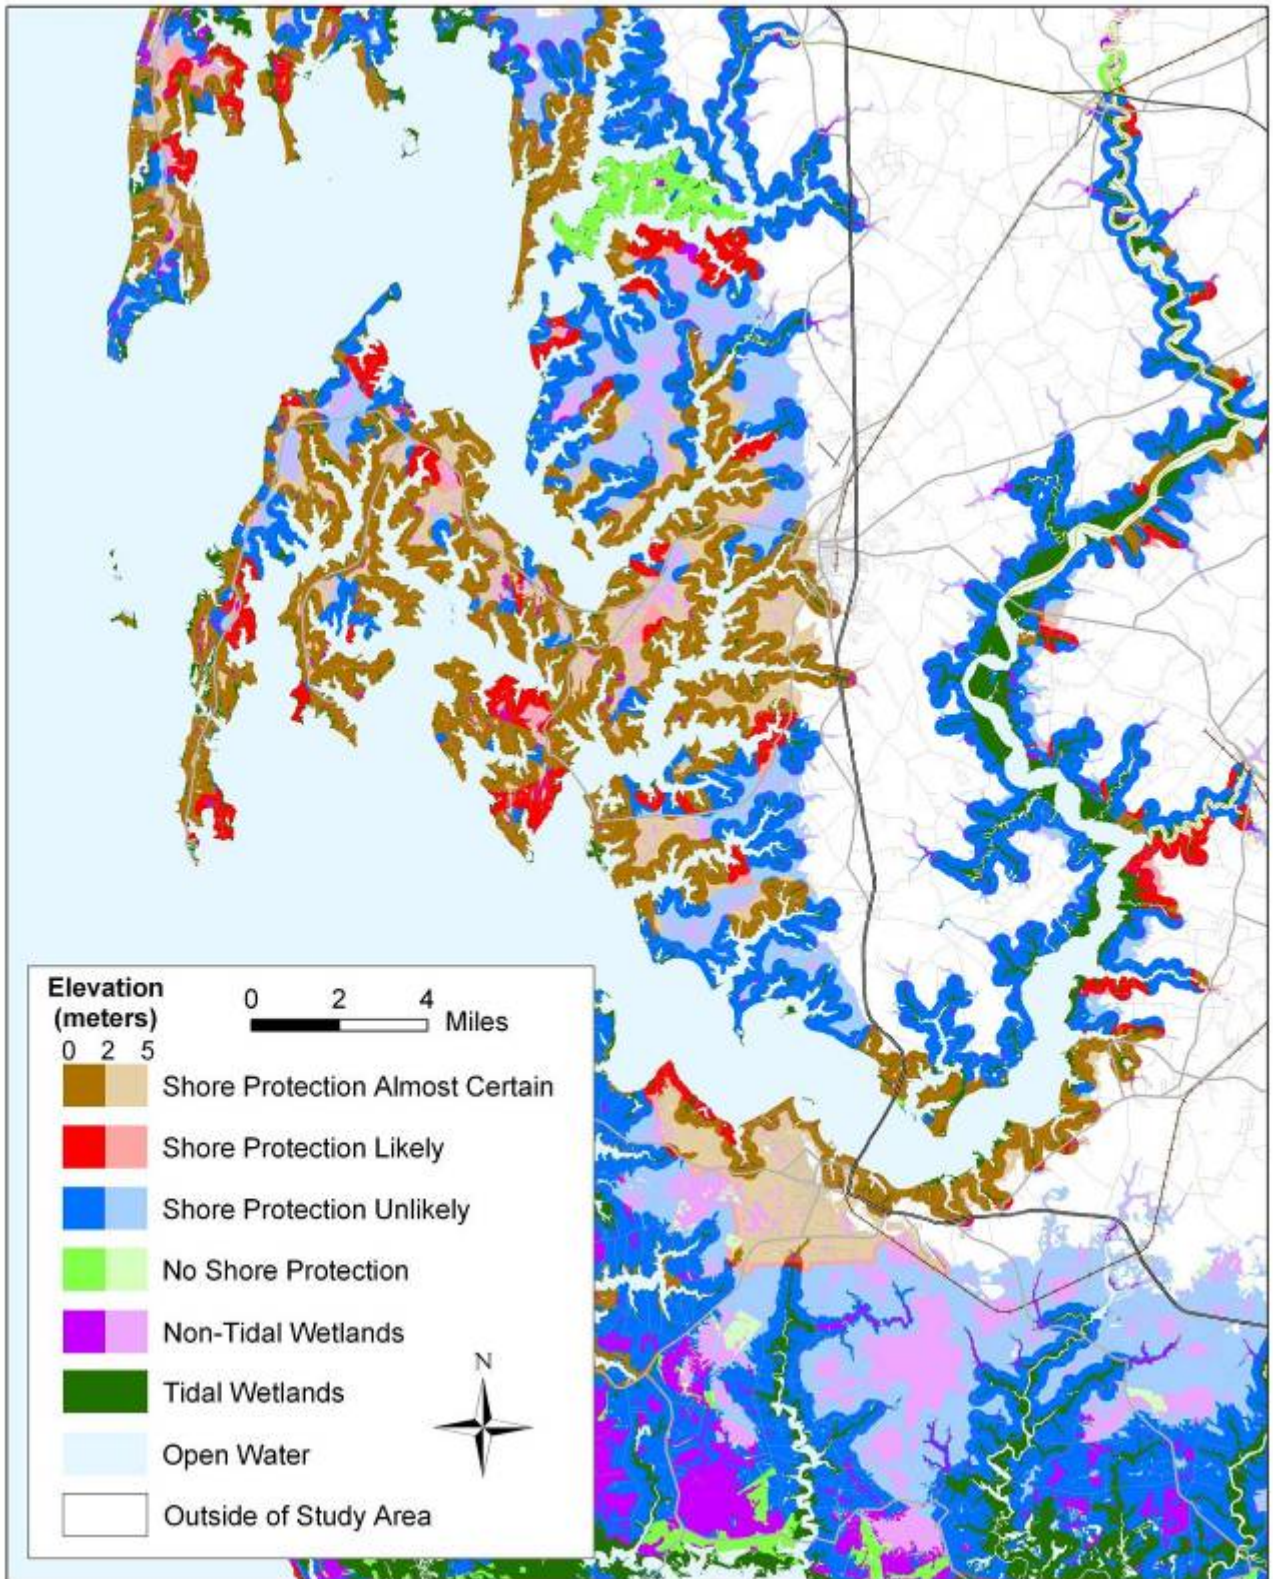 Elevation
(meters)
0 2 5
0 2 4
Miles
Shore Protection Almost Certain
Shore Protection Likely
Shore Protection Unlikely
No Shore Protection
Non-Tidal Wetlands
Tidal Wetlands
Open Water
Outside of Study Area
N